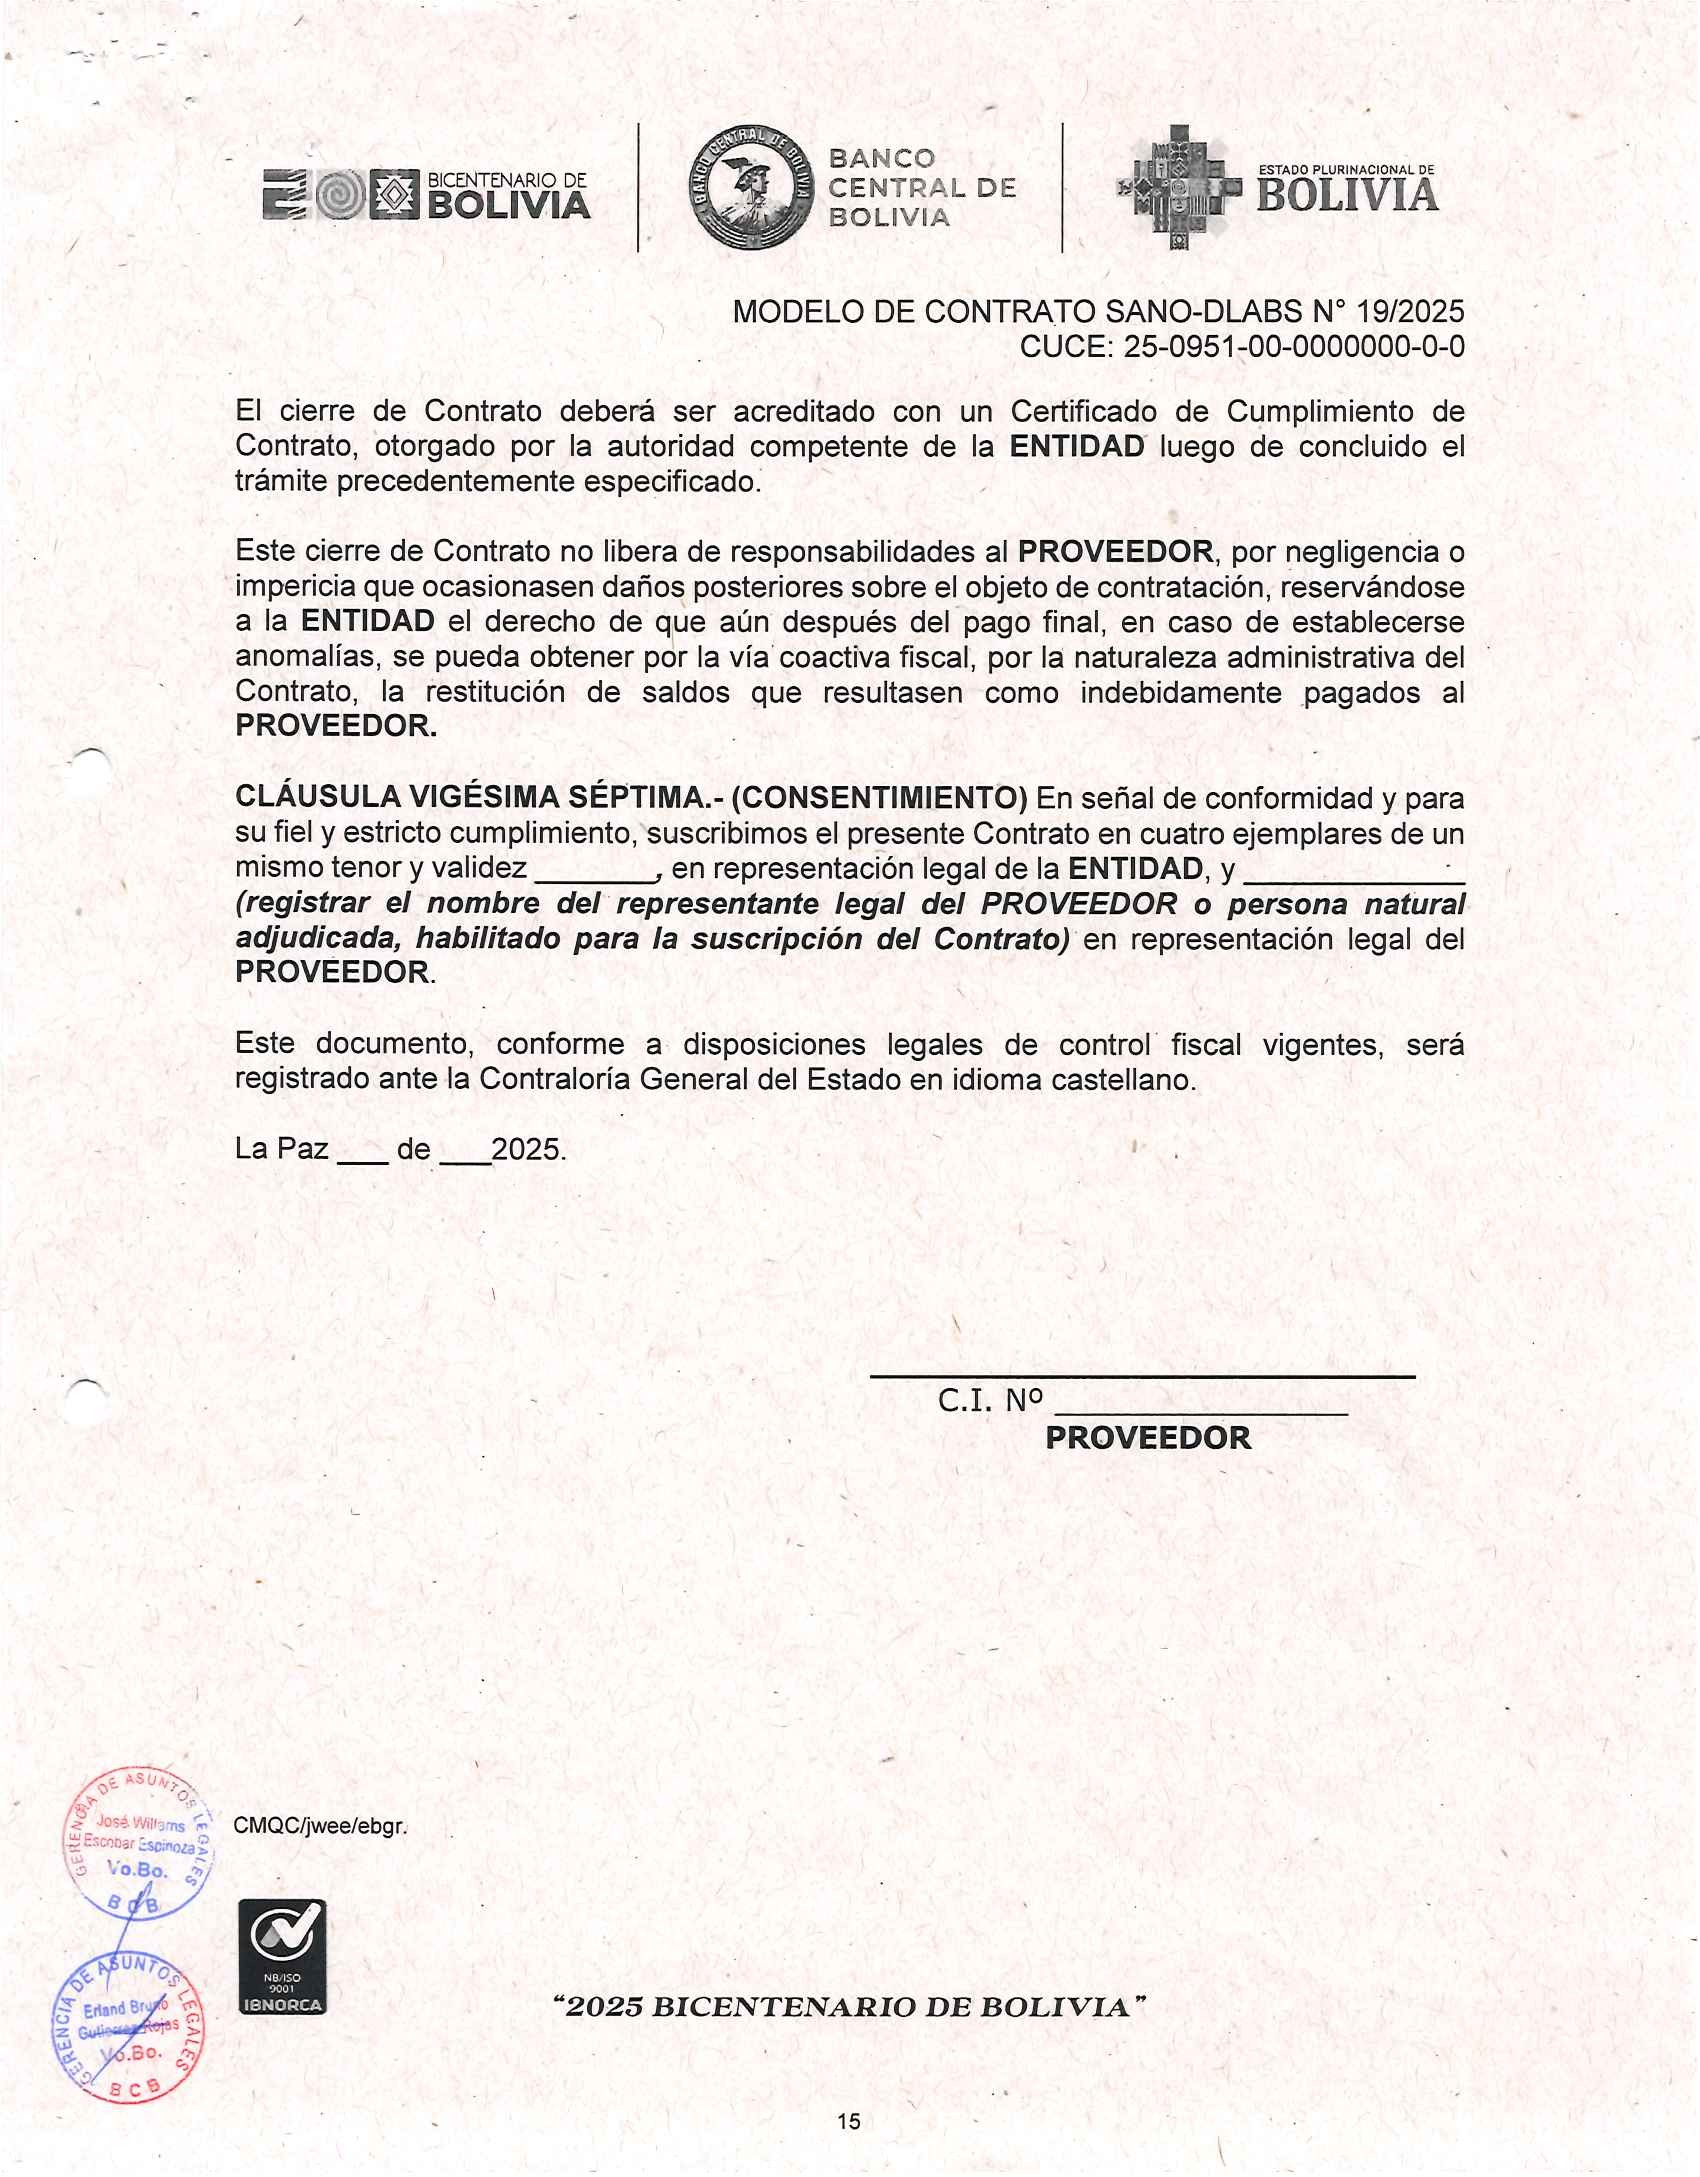 BICENTENARIO DE
BOLIVIA
BANCO CENTRAL DE BOLIVIA
BANCO
CENTRAL DE
BOLIVIA
ESTADO PLURINACIONAL DE
BOLIVIA
MODELO DE CONTRATO SANO-DLABS N° 19/2025
CUCE: 25-0951-00-0000000-0-0
El cierre de Contrato deberá ser acreditado con un Certificado de Cumplimiento de
Contrato, otorgado por la autoridad competente de la ENTIDAD luego de concluido el
trámite precedentemente especificado.
Este cierre de Contrato no libera de responsabilidades al PROVEEDOR, por negligencia o
impericia que ocasionasen daños posteriores sobre el objeto de contratación, reservándose
a la ENTIDAD el derecho de que aún después del pago final, en caso de establecerse
anomalías, se pueda obtener por la vía coactiva fiscal, por la naturaleza administrativa del
Contrato, la restitución de saldos que resultasen como indebidamente pagados al
PROVEEDOR.
CLÁUSULA VIGÉSIMA SÉPTIMA.- (CONSENTIMIENTO) En señal de conformidad y para
su fiel y estricto cumplimiento, suscribimos el presente Contrato en cuatro ejemplares de un
mismo tenor y validez _______, en representación legal de la ENTIDAD, y _____________
(registrar el nombre del representante legal del PROVEEDOR o persona natural
adjudicada, habilitado para la suscripción del Contrato) en representación legal del
PROVEEDOR.
Este documento, conforme a disposiciones legales de control fiscal vigentes, será
registrado ante la Contraloría General del Estado en idioma castellano.
La Paz ___ de ___2025.
C.I. Nº _________________
PROVEEDOR
GERENCIA DE ASUNTOS LEGALES
José Willams
Escobar Espinoza
Vo.Bo.
BCB
CMQC/jwee/ebgr.
NB/ISO
9001
IBNORCA
GERENCIA DE ASUNTOS LEGALES
Erland Bruno
Gutierrez Rojas
Vo.Bo.
BCB
“2025 BICENTENARIO DE BOLIVIA”
15